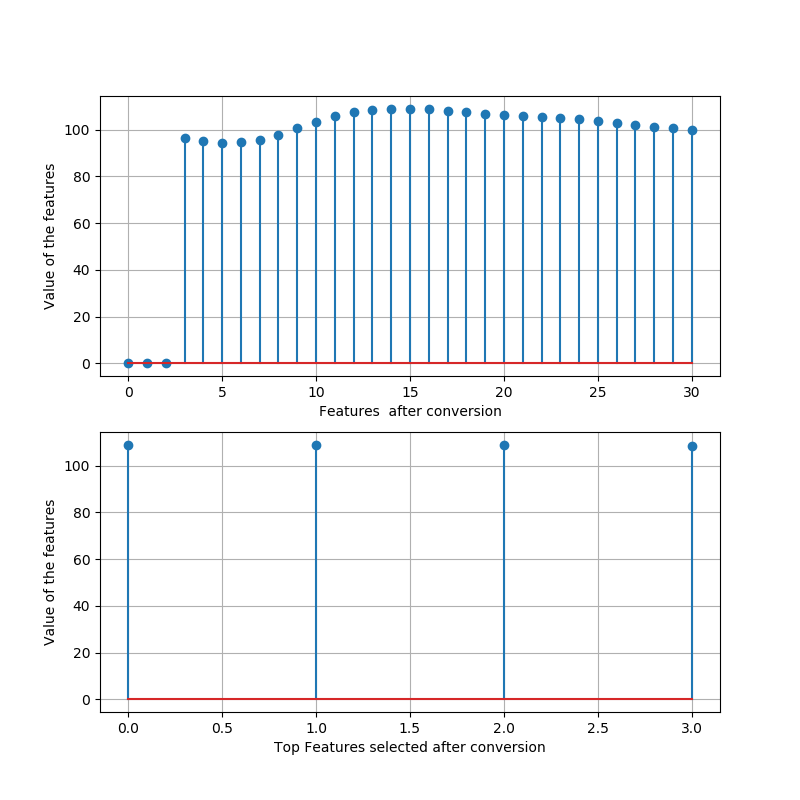 100
80
60
40
20
0
Value of the features
0 5 10 15 20 25 30
Features  after conversion
100
80
60
40
20
0
Value of the features
0.0 0.5 1.0 1.5 2.0 2.5 3.0
Top Features selected after conversion